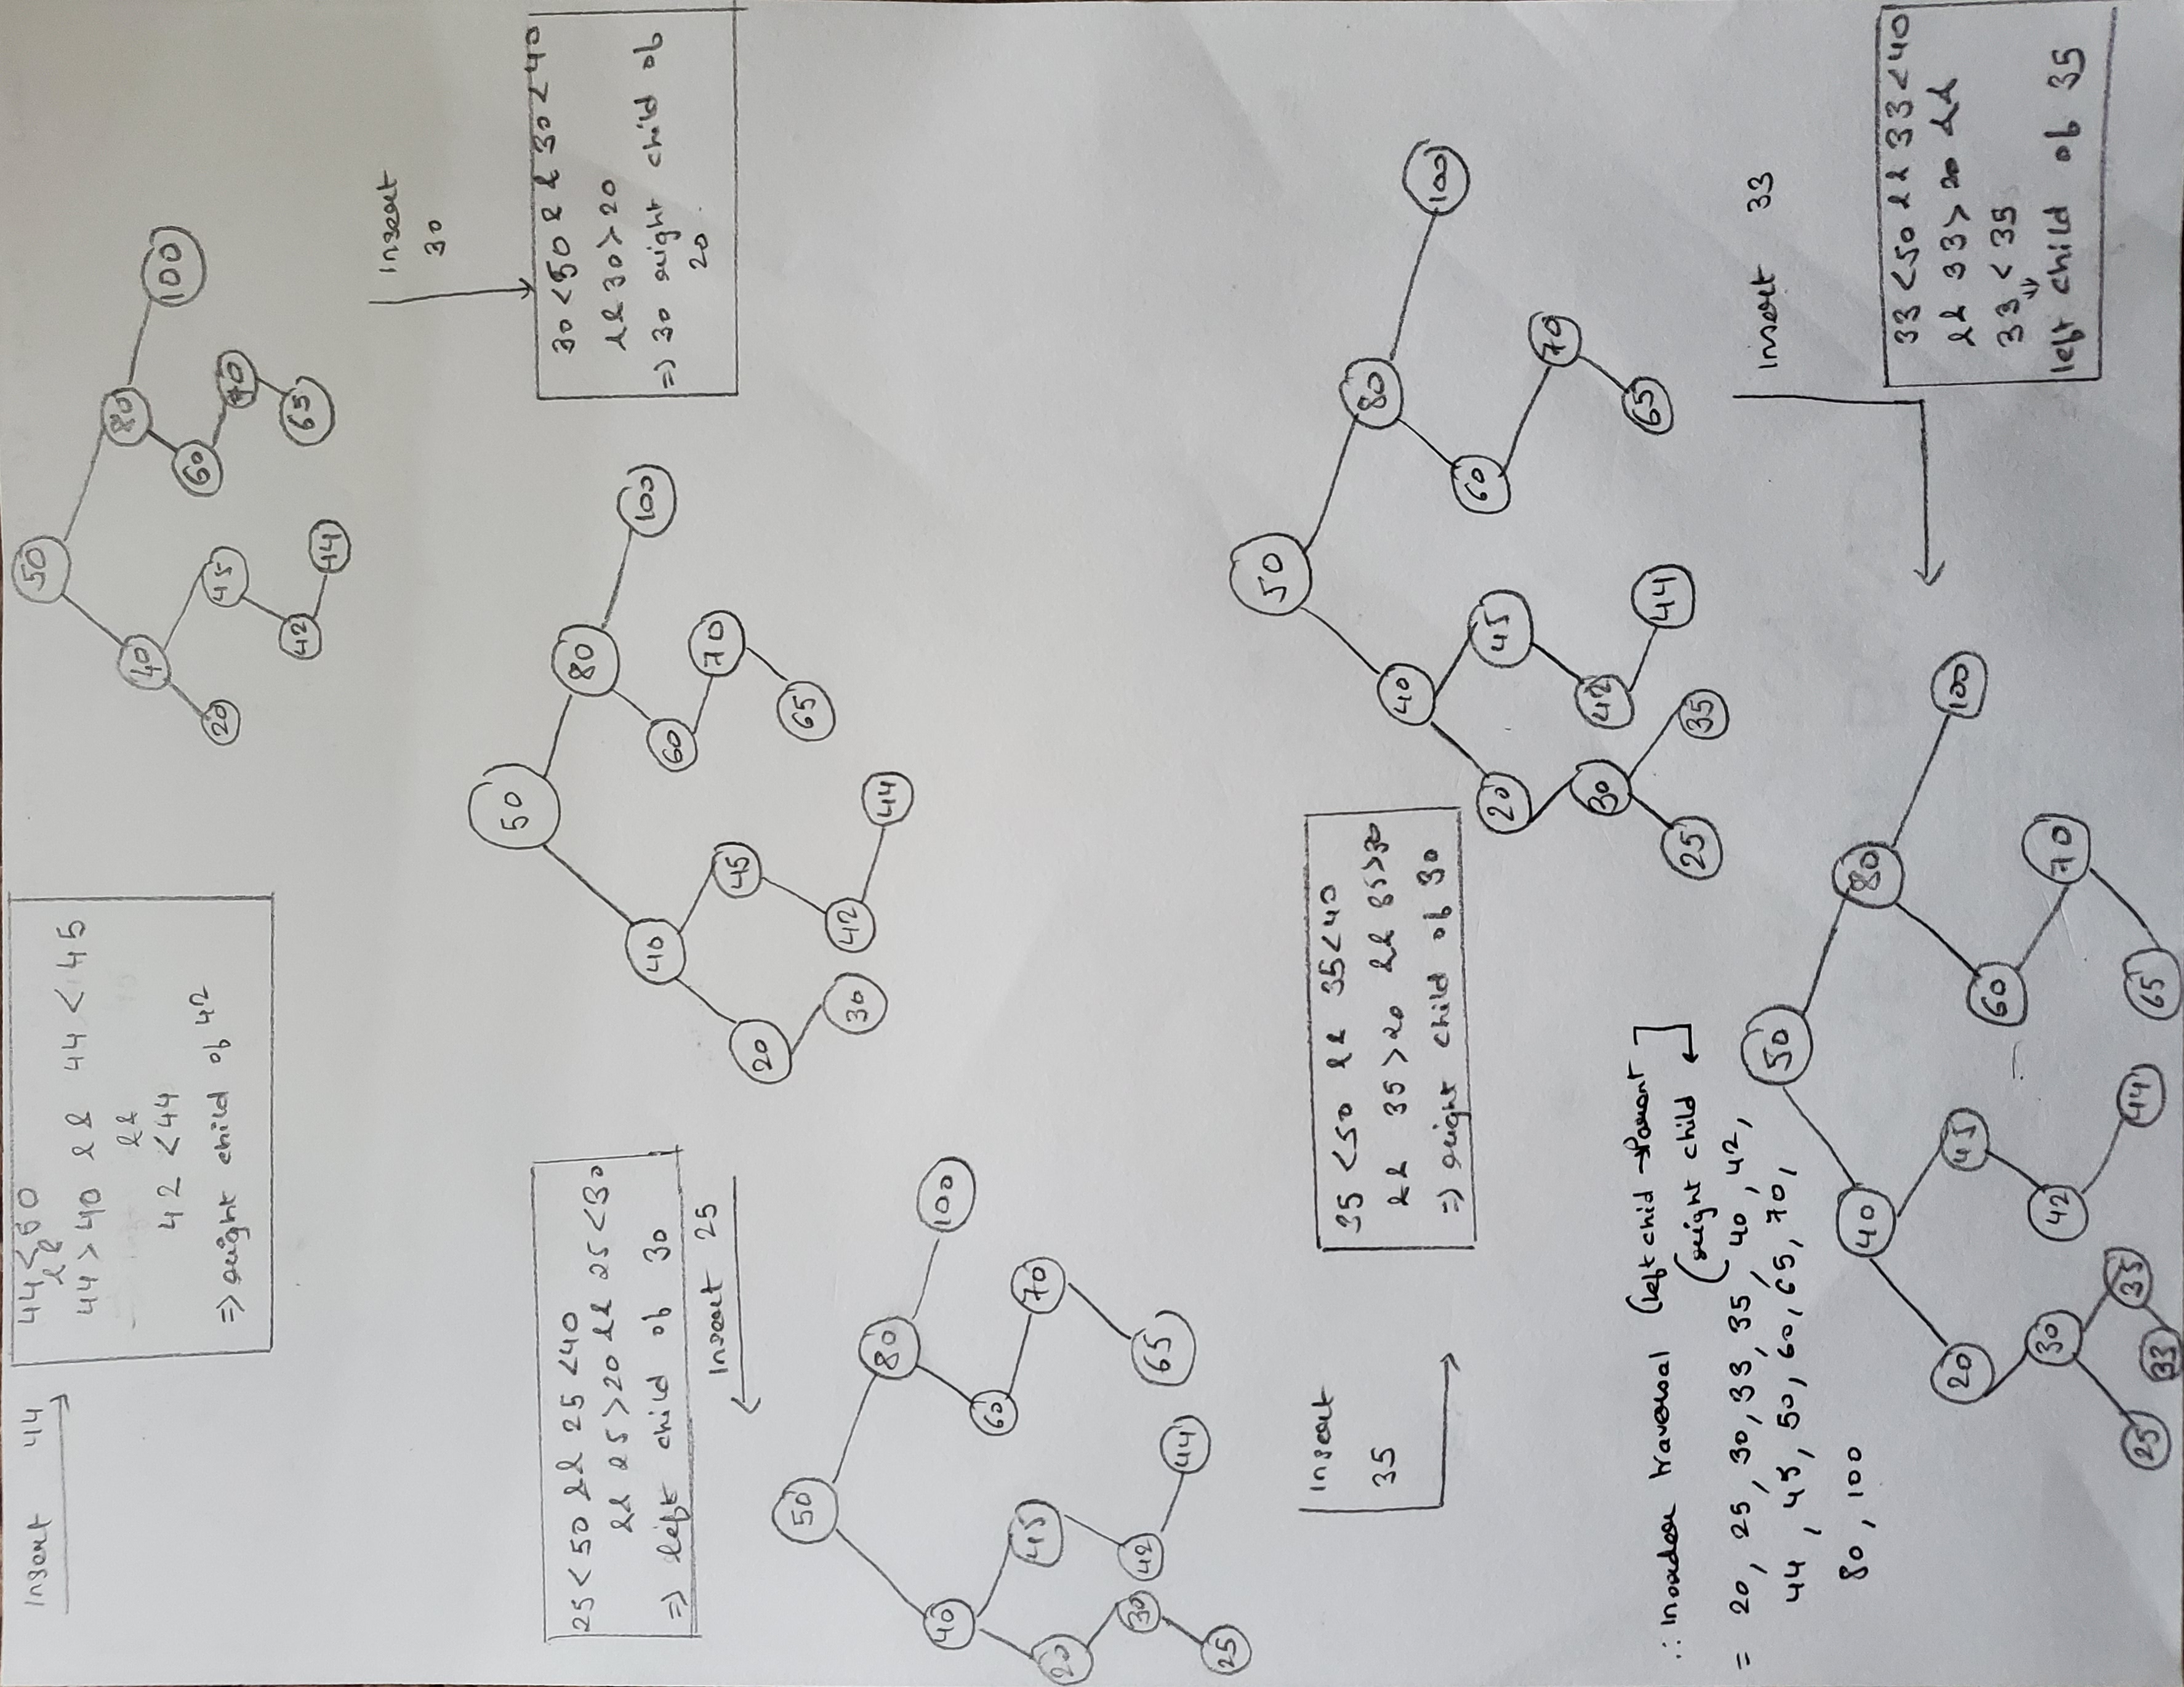 Insert 44
44 < 50
&&
44 > 40 && 44 < 45
&&
42 < 44
=> right child of 42
50
40
80
20
45
60
100
42
44
70
65
Insert
30
30 < 50 && 30 < 40
&& 30 > 20
=> 30 right child of
20
50
40
80
20
45
60
100
70
30
42
44
65
25 < 50 && 25 < 40
&& 25 > 20 && 25 < 30
=> left child of 30
Insert 25
50
80
40
100
60
20
45
70
30
42
44
65
25
Insert
35
35 < 50 && 35 < 40
&& 35 > 20 && 35 > 30
=> right child of 30
50
40
80
100
20
45
60
70
30
42
65
25
35
44
Insert 33
33 < 50 && 33 < 40
&& 33 > 20 &&
33 < 35
⇓
left child of 35
∴ Inorder traversal (left chid → Parent
(right child ↵
= 20, 25, 30, 33, 35, 40, 42,
44, 45, 50, 60, 65, 70,
80, 100
50
40
80
20
45
60
100
30
42
70
25
33
35
44
65